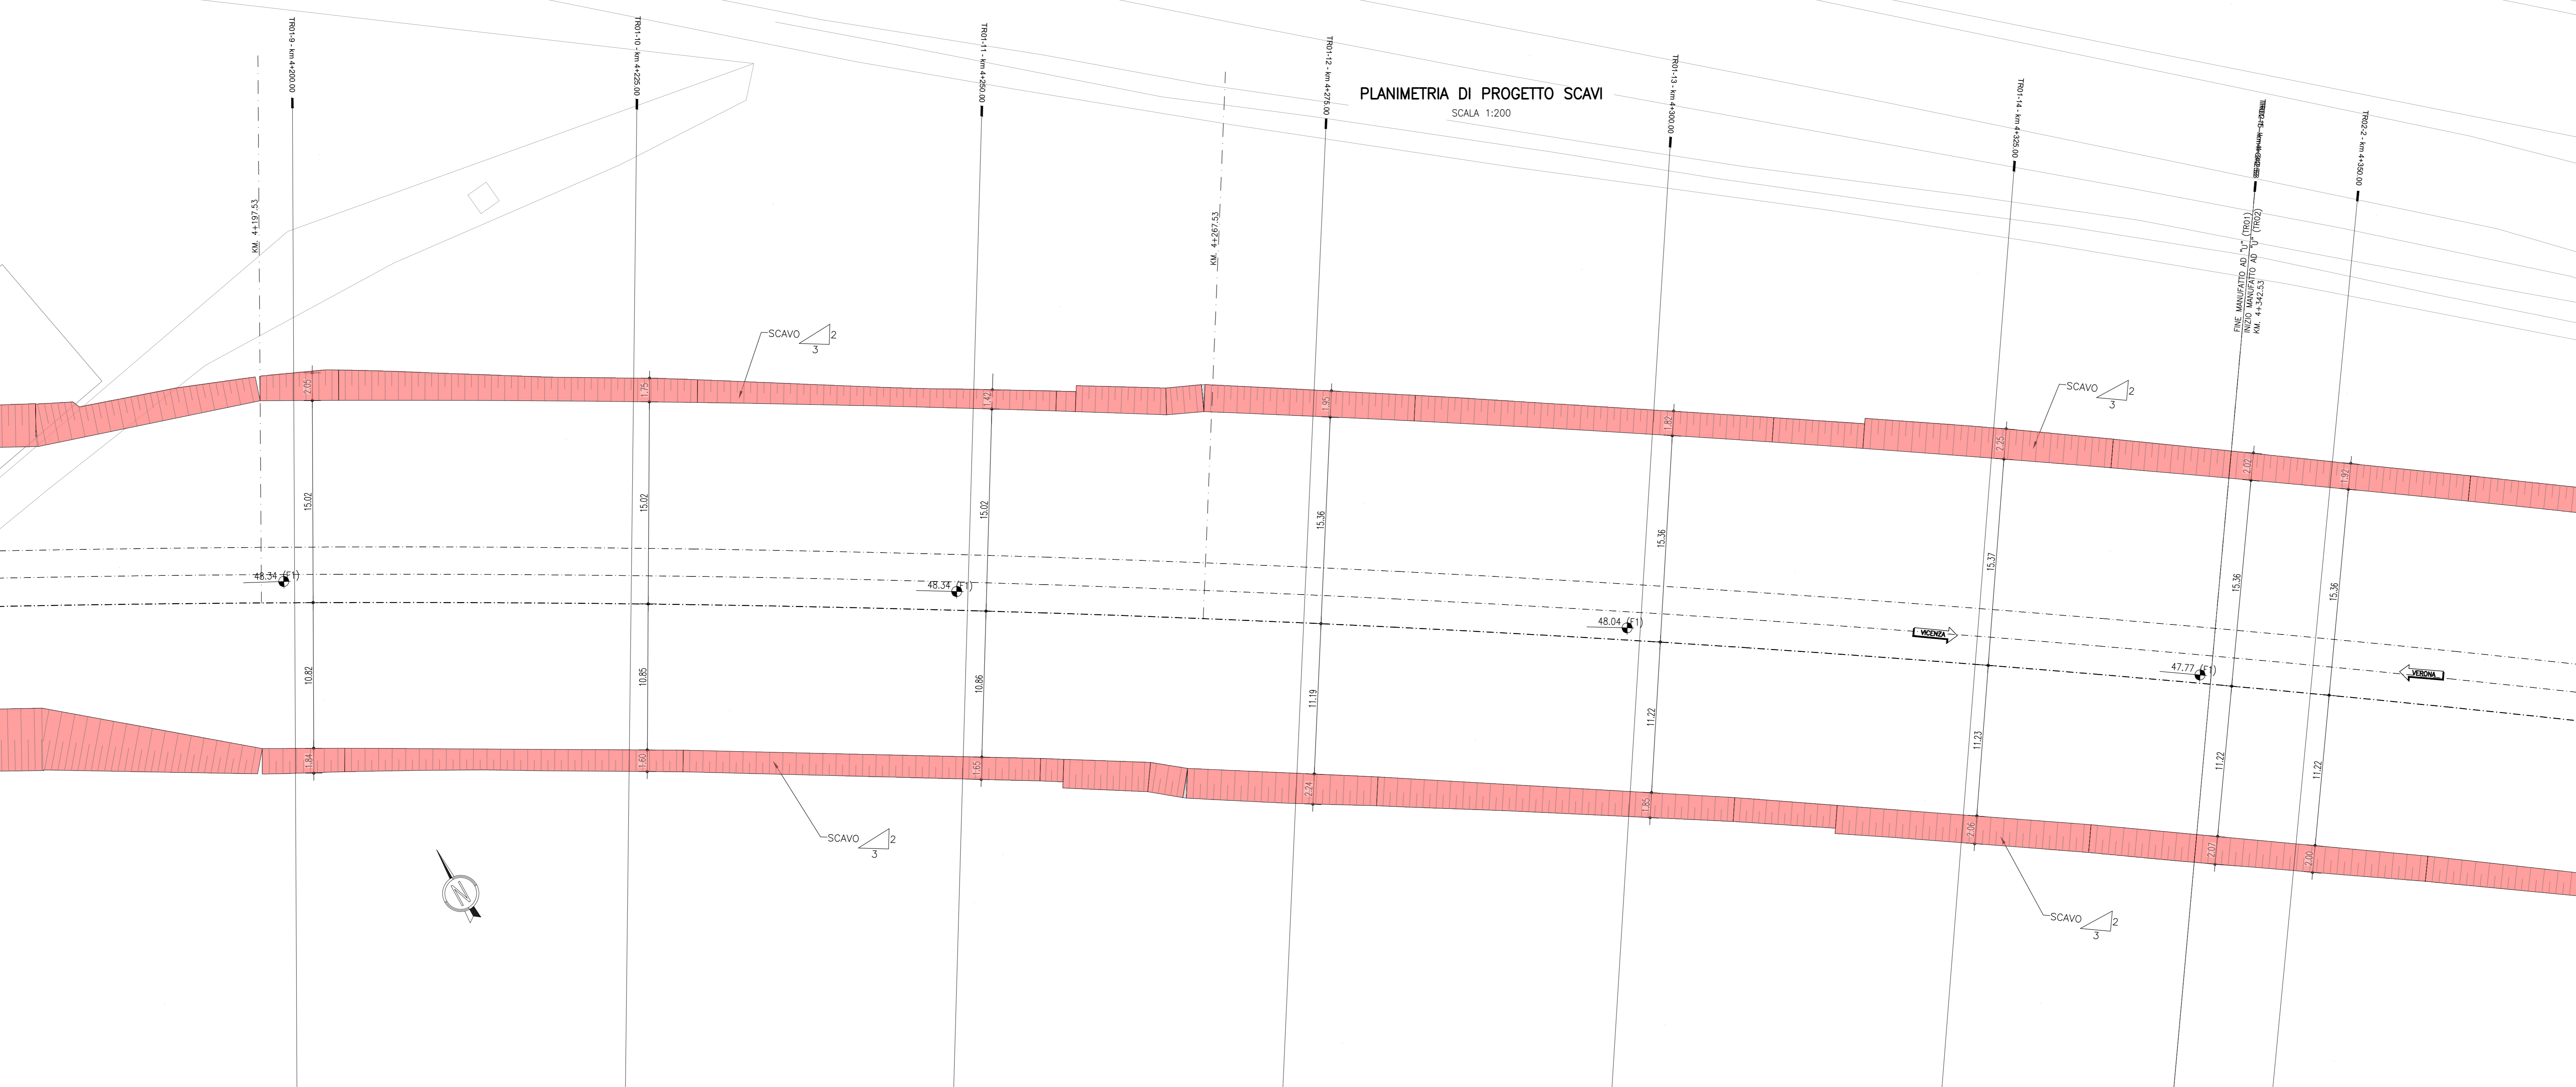 TR01-9 - km 4+200.00
TR01-10 - km 4+225.00
TR01-11 - km 4+250.00
TR01-12 - km 4+275.00
TR01-13 - km 4+300.00
TR01-14 - km 4+325.00
TR02-2 - km 4+350.00
PLANIMETRIA DI PROGETTO SCAVI
SCALA 1:200
KM. 4+197.53
KM. 4+267.53
FINE MANUFATTO AD "U" (TR01)
INIZIO MANUFATTO AD "U" (TR02)
KM. 4+342.53
SCAVO 2
3
SCAVO 2
3
2.05
1.75
1.42
1.95
1.82
2.25
2.02
1.92
15.02
15.02
15.02
15.36
15.36
15.37
15.36
15.36
48.34 (F1)
48.34 (F1)
48.04 (F1)
47.77 (F1)
VICENZA
VERONA
10.82
10.85
10.86
11.19
11.22
11.23
11.22
11.22
1.84
1.60
1.65
2.24
1.85
2.06
2.07
2.00
SCAVO 2
3
SCAVO 2
3
N